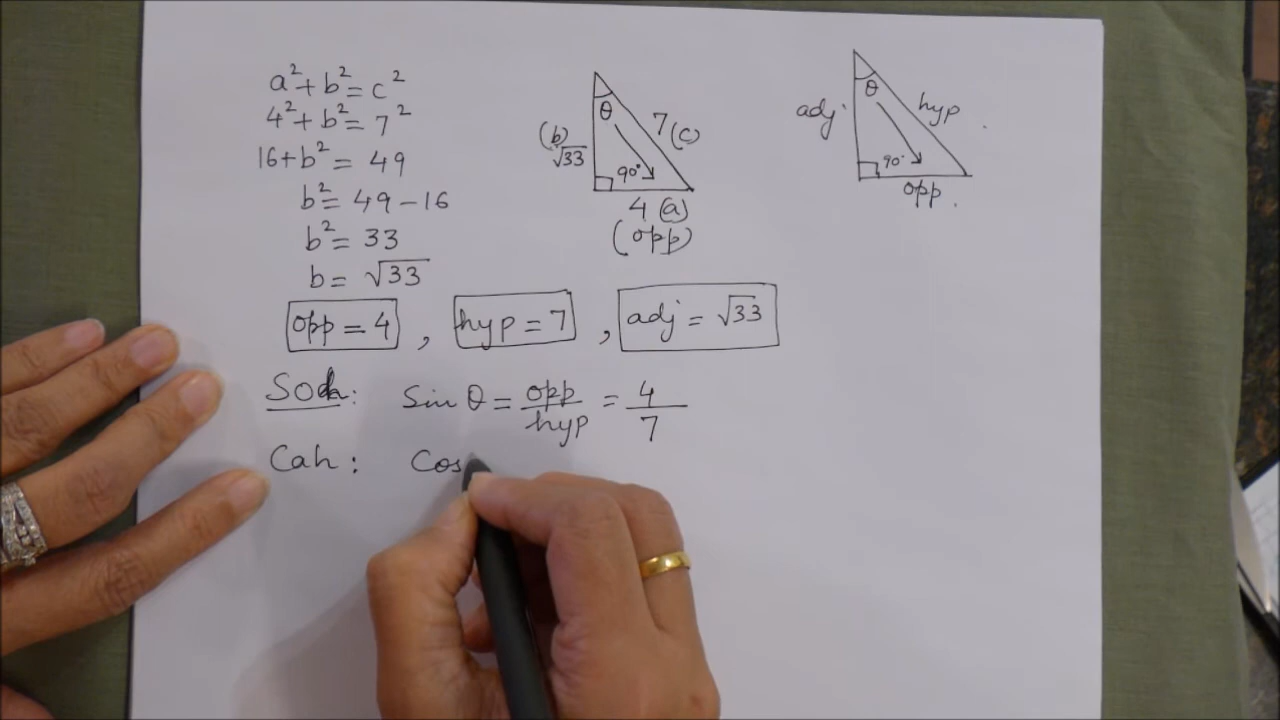 a² + b² = c²
4² + b² = 7²
16 + b² = 49
b² = 49 - 16
b² = 33
b = √33
θ
(b)
√33
7 (c)
90°
4 (a)
(opp)
θ
adj
hyp
90°
opp
opp = 4 , hyp = 7 , adj = √33
Soh: Sin θ = opp/hyp = 4/7
Cah: Cos